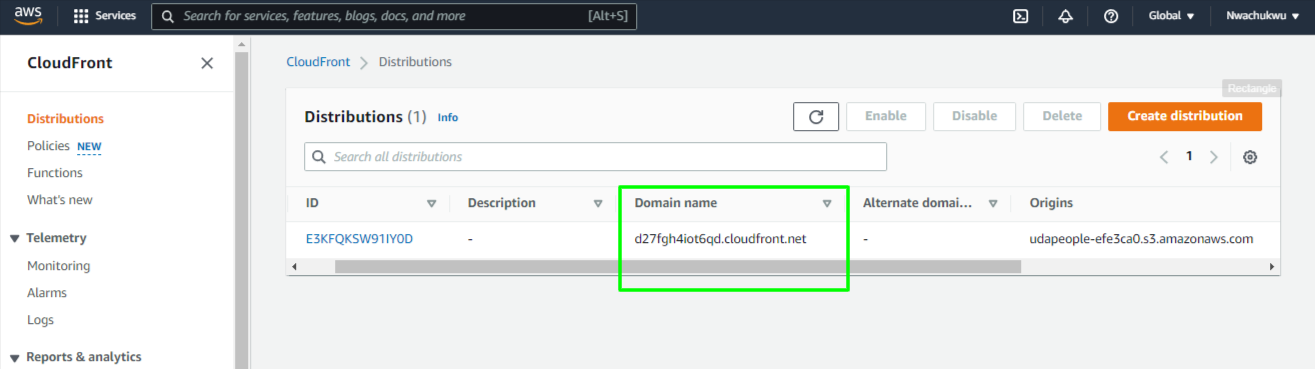 aws Services Search for services, features, blogs, docs, and more [Alt+S] Global Nwachukwu
CloudFront
Distributions
Policies NEW
Functions
What's new
Telemetry
Monitoring
Alarms
Logs
Reports & analytics
CloudFront Distributions
Rectangle
Distributions (1) Info Enable Disable Delete Create distribution
Search all distributions 1
ID Description Domain name Alternate domai... Origins
E3KFQKSW91IY0D - d27fgh4iot6qd.cloudfront.net - udapeople-efe3ca0.s3.amazonaws.com